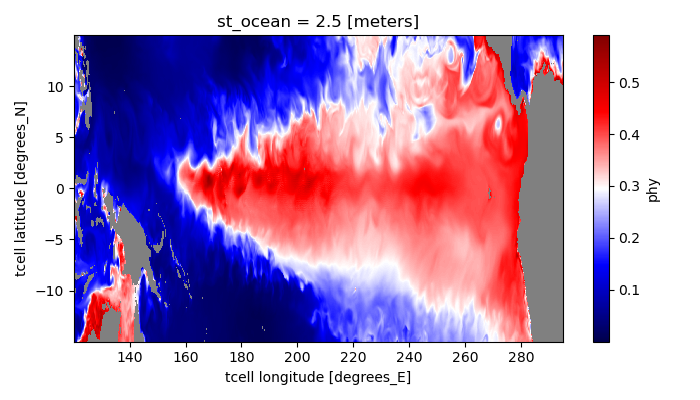 st_ocean = 2.5 [meters]
10
5
0
−5
−10
tcell latitude [degrees_N]
140 160 180 200 220 240 260 280
tcell longitude [degrees_E]
0.5
0.4
0.3
0.2
0.1
phy